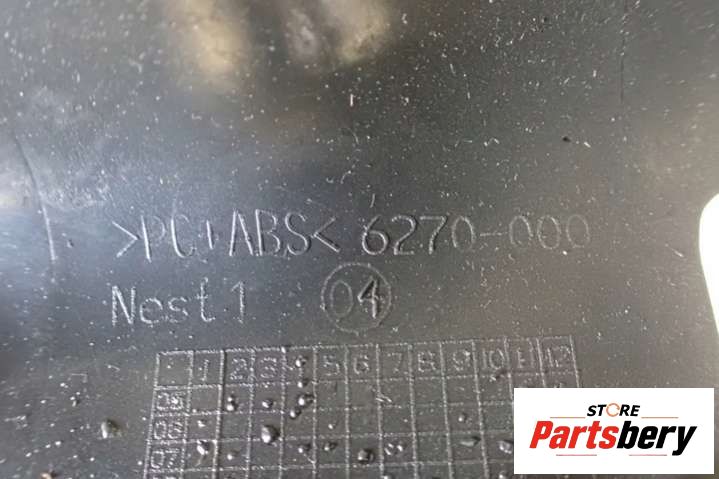 >PC+ABS< 6270-000
Nest 1 04
1 2 3 4 5 6 7 8 9 10 11 12
05
06
07
STORE
Partsbery